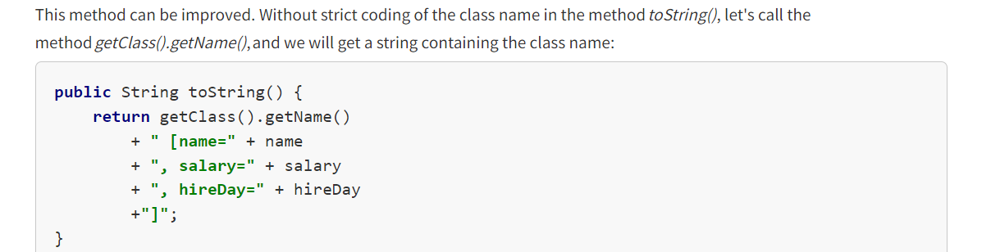 This method can be improved. Without strict coding of the class name in the method toString(), let's call the
method getClass().getName(), and we will get a string containing the class name:
public String toString() {
    return getClass().getName()
        + " [name=" + name
        + ", salary=" + salary
        + ", hireDay=" + hireDay
        +"]";
}